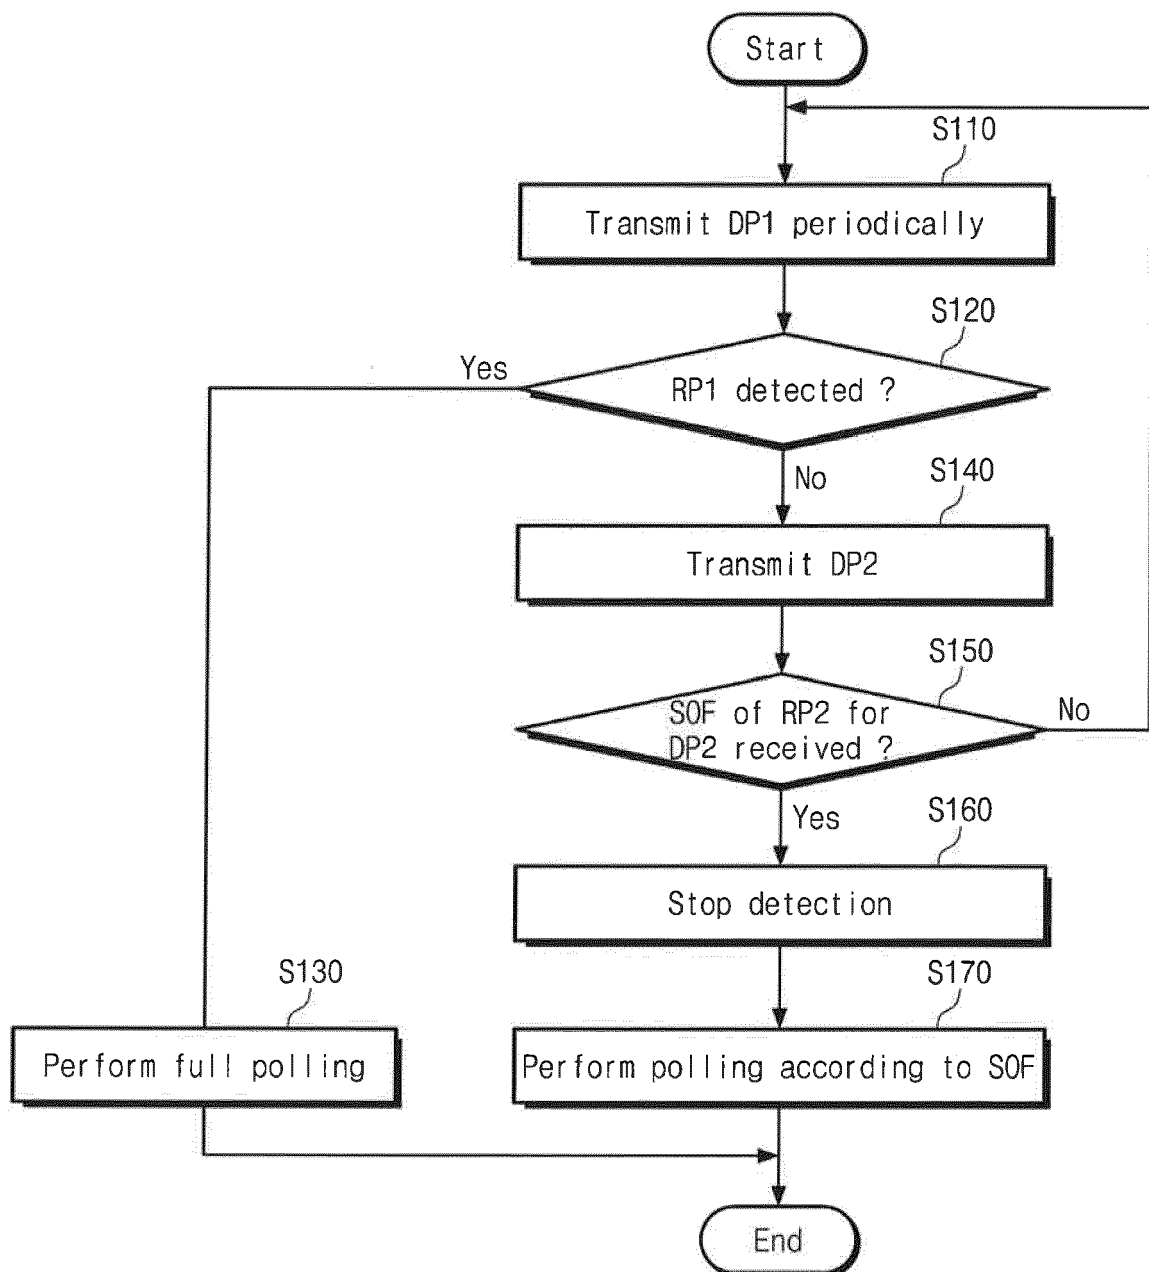 Start
S110
Transmit DP1 periodically
S120
Yes
RP1 detected ?
No
S140
Transmit DP2
S150
SOF of RP2 for
DP2 received ?
No
Yes
S160
Stop detection
S130
S170
Perform full polling
Perform polling according to SOF
End